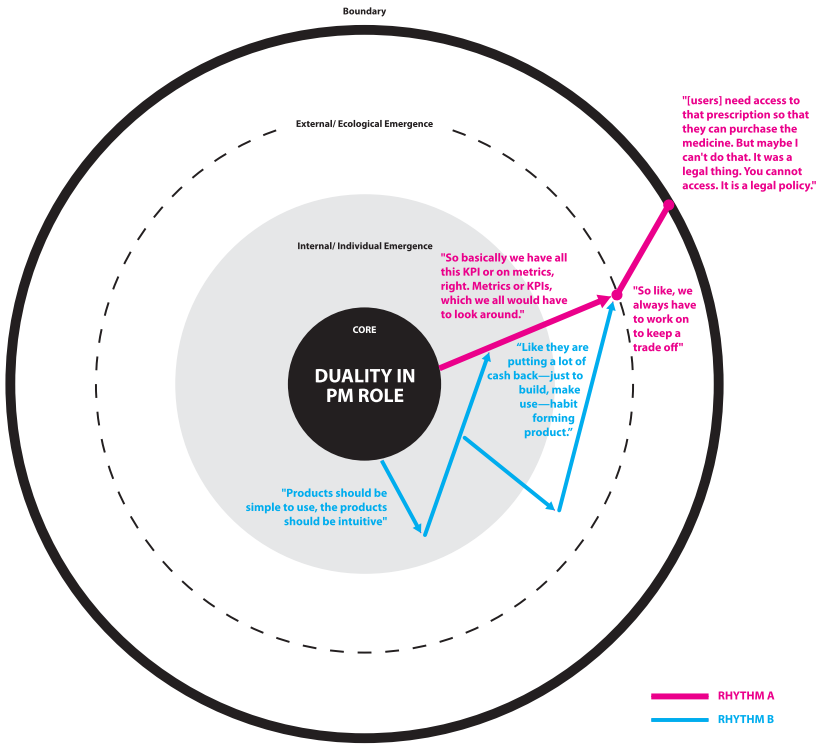 Boundary
"[users] need access to
that prescription so that
they can purchase the
medicine. But maybe I
can't do that. It was a
legal thing. You cannot
access. It is a legal policy."
External/ Ecological Emergence
Internal/ Individual Emergence
"So basically we have all
this KPI or on metrics,
right. Metrics or KPIs,
which we all would have
to look around."
"So like, we
always have
to work on
to keep a
trade off"
CORE
DUALITY IN
PM ROLE
“Like they are
putting a lot of
cash back—just to
build, make
use—habit
forming
product.”
"Products should be
simple to use, the products
should be intuitive"
RHYTHM A
RHYTHM B